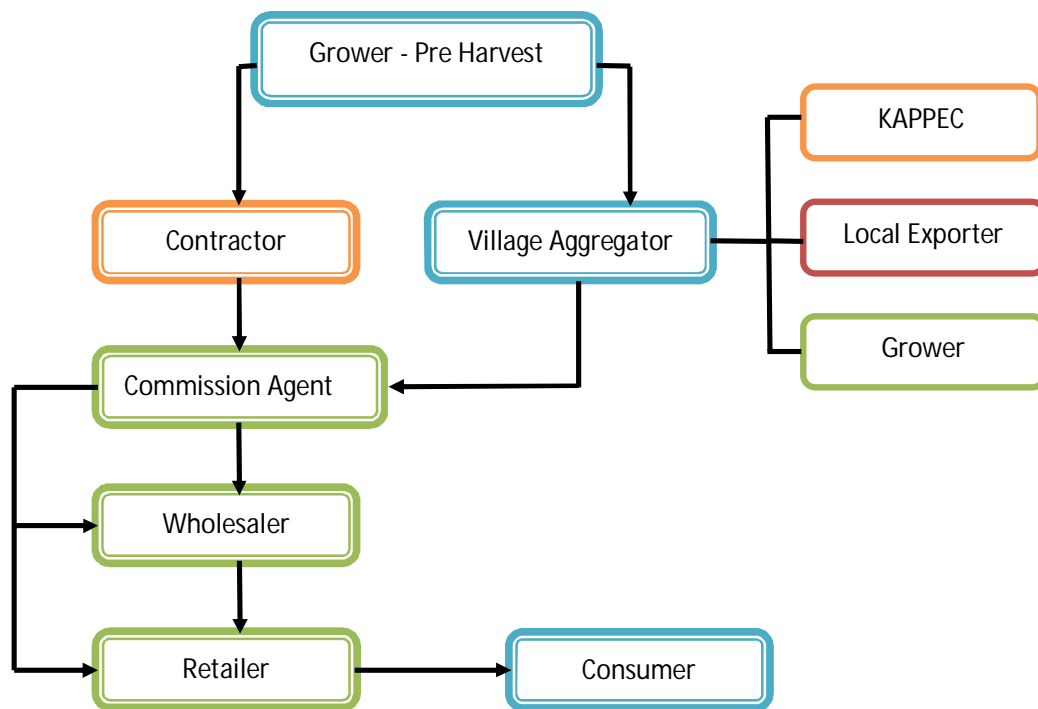 Grower - Pre Harvest
KAPPEC
Contractor
Village Aggregator
Local Exporter
Grower
Commission Agent
Wholesaler
Retailer
Consumer